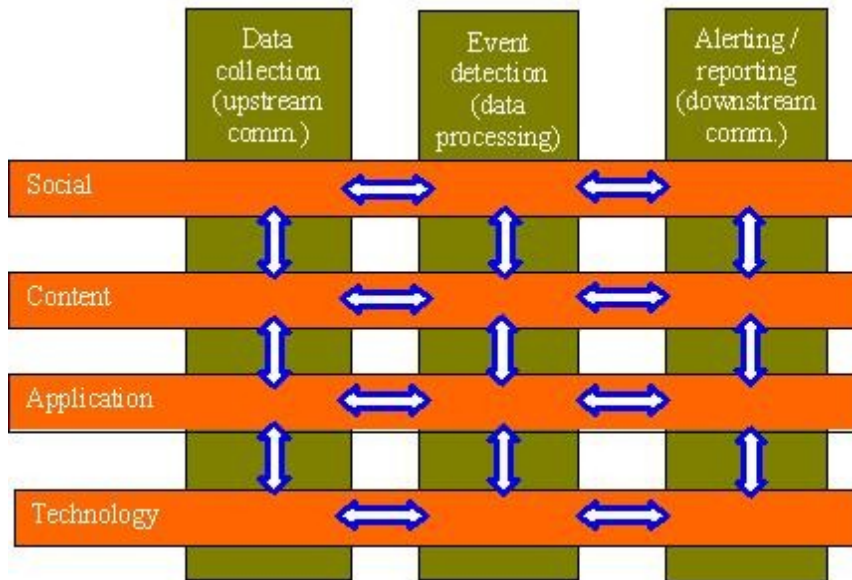 Data
collection
(upstream
comm.)
Event
detection
(data
processing)
Alerting /
reporting
(downstream
comm.)
Social
Content
Application
Technology